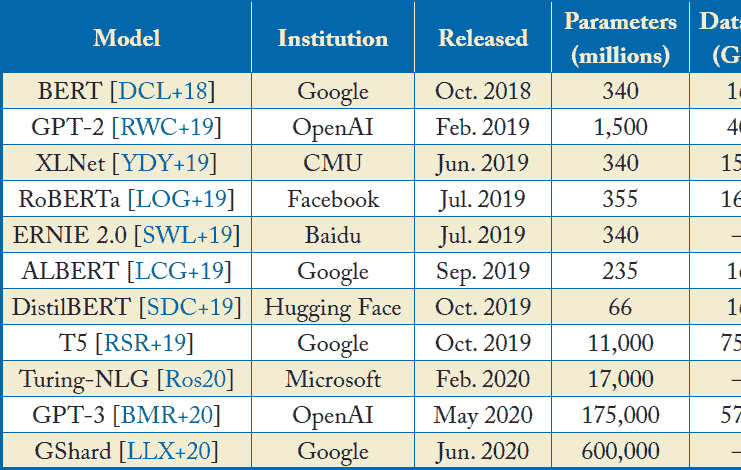 Model Institution Released Parameters (millions)
BERT [DCL+18] Google Oct. 2018 340
GPT-2 [RWC+19] OpenAI Feb. 2019 1,500
XLNet [YDY+19] CMU Jun. 2019 340
RoBERTa [LOG+19] Facebook Jul. 2019 355
ERNIE 2.0 [SWL+19] Baidu Jul. 2019 340 –
ALBERT [LCG+19] Google Sep. 2019 235
DistilBERT [SDC+19] Hugging Face Oct. 2019 66
T5 [RSR+19] Google Oct. 2019 11,000
Turing-NLG [Ros20] Microsoft Feb. 2020 17,000 –
GPT-3 [BMR+20] OpenAI May 2020 175,000
GShard [LLX+20] Google Jun. 2020 600,000 –